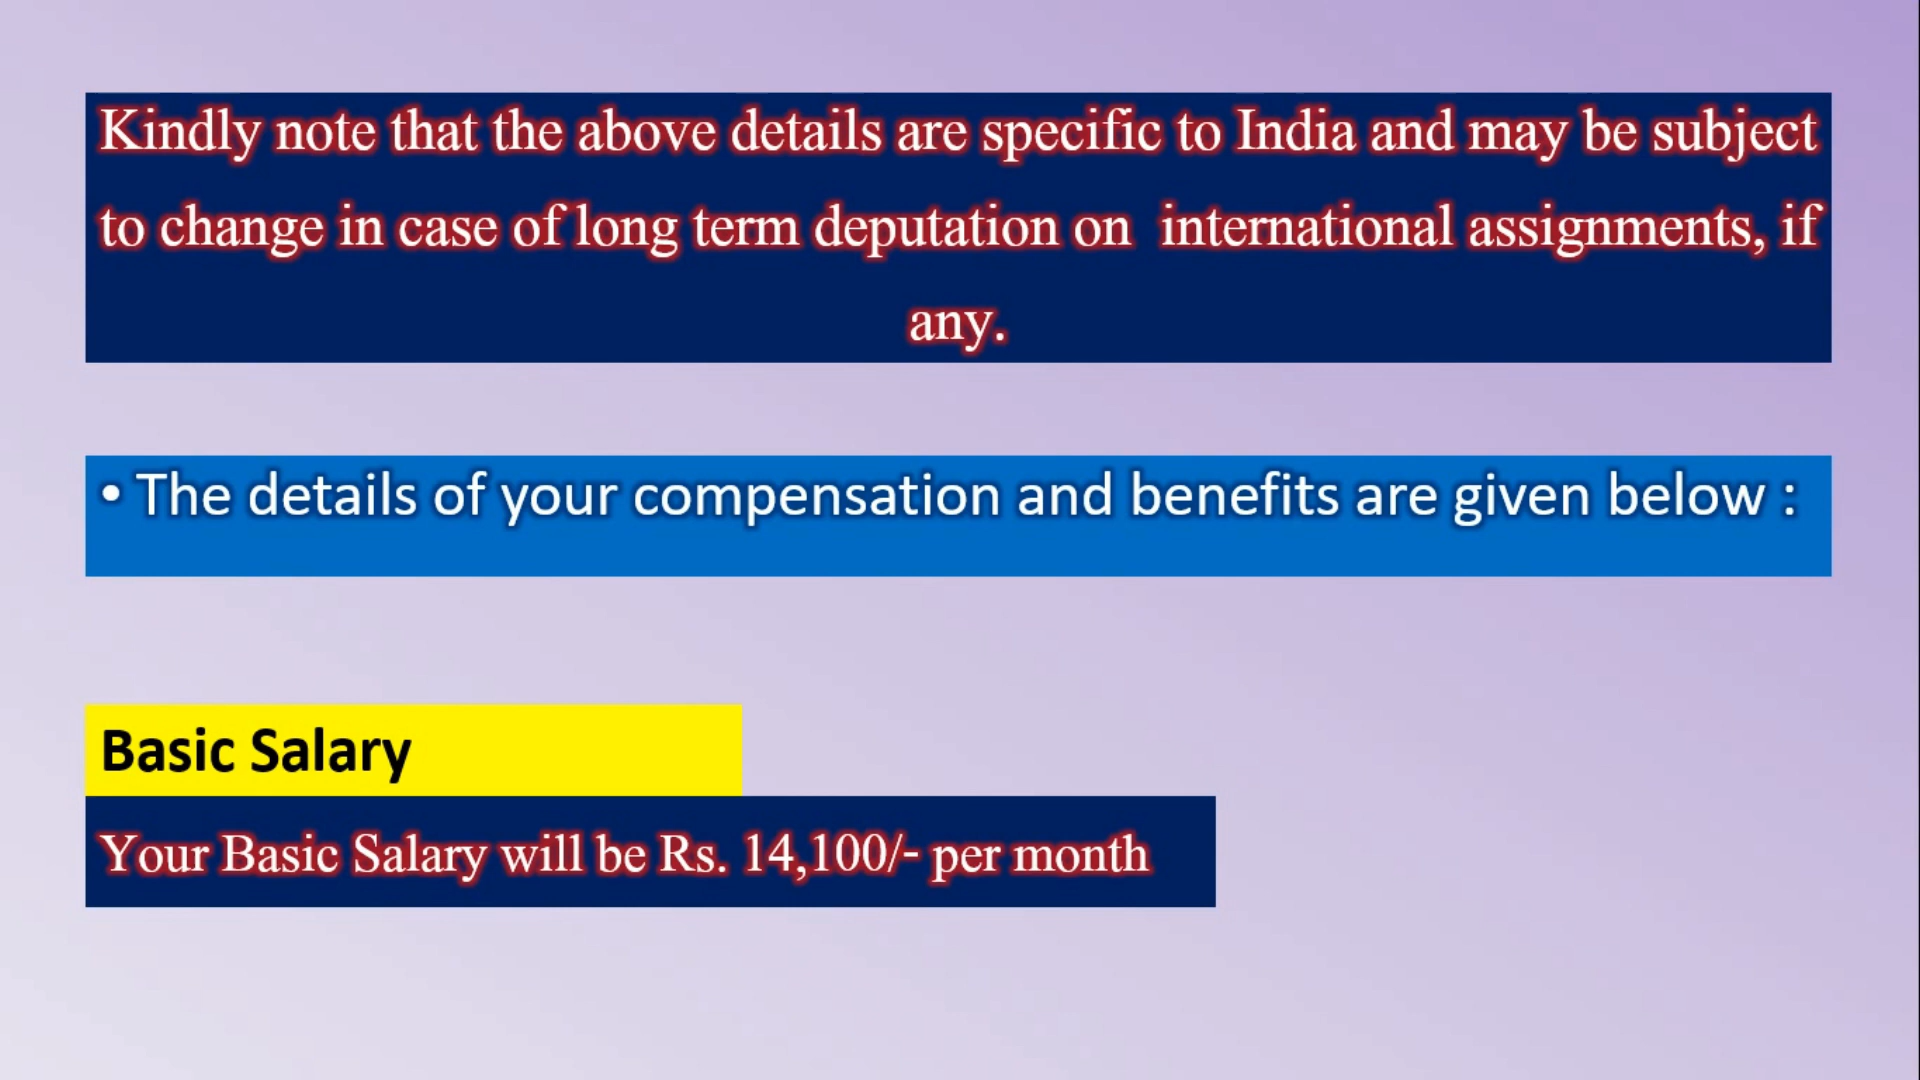 Kindly note that the above details are specific to India and may be subject
to change in case of long term deputation on international assignments, if
any.
• The details of your compensation and benefits are given below :
Basic Salary
Your Basic Salary will be Rs. 14,100/- per month